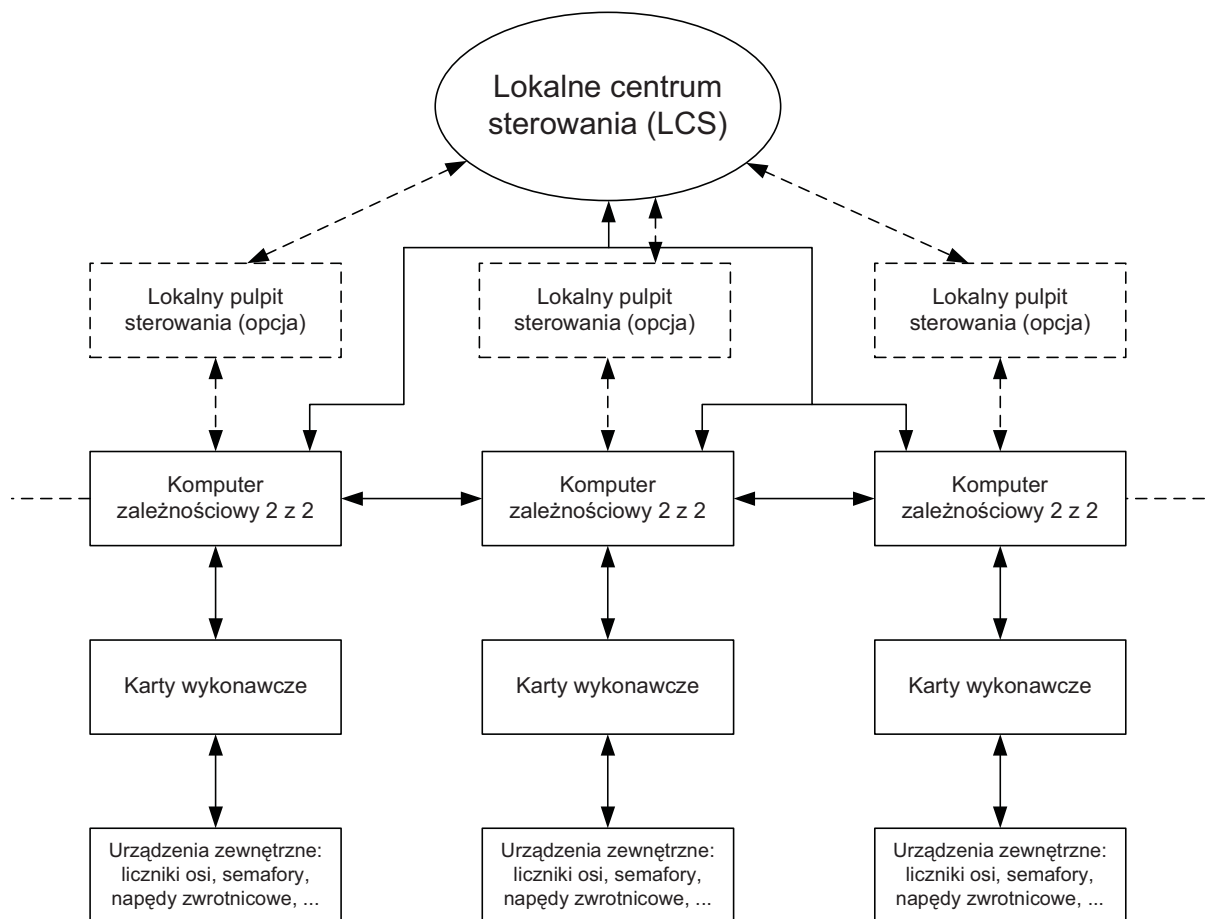 Lokalne centrum
sterowania (LCS)
Lokalny pulpit
sterowania (opcja)
Lokalny pulpit
sterowania (opcja)
Lokalny pulpit
sterowania (opcja)
Komputer
zależnościowy 2 z 2
Komputer
zależnościowy 2 z 2
Komputer
zależnościowy 2 z 2
Karty wykonawcze
Karty wykonawcze
Karty wykonawcze
Urządzenia zewnętrzne:
liczniki osi, semafory,
napędy zwrotnicowe, ...
Urządzenia zewnętrzne:
liczniki osi, semafory,
napędy zwrotnicowe, ...
Urządzenia zewnętrzne:
liczniki osi, semafory,
napędy zwrotnicowe, ...